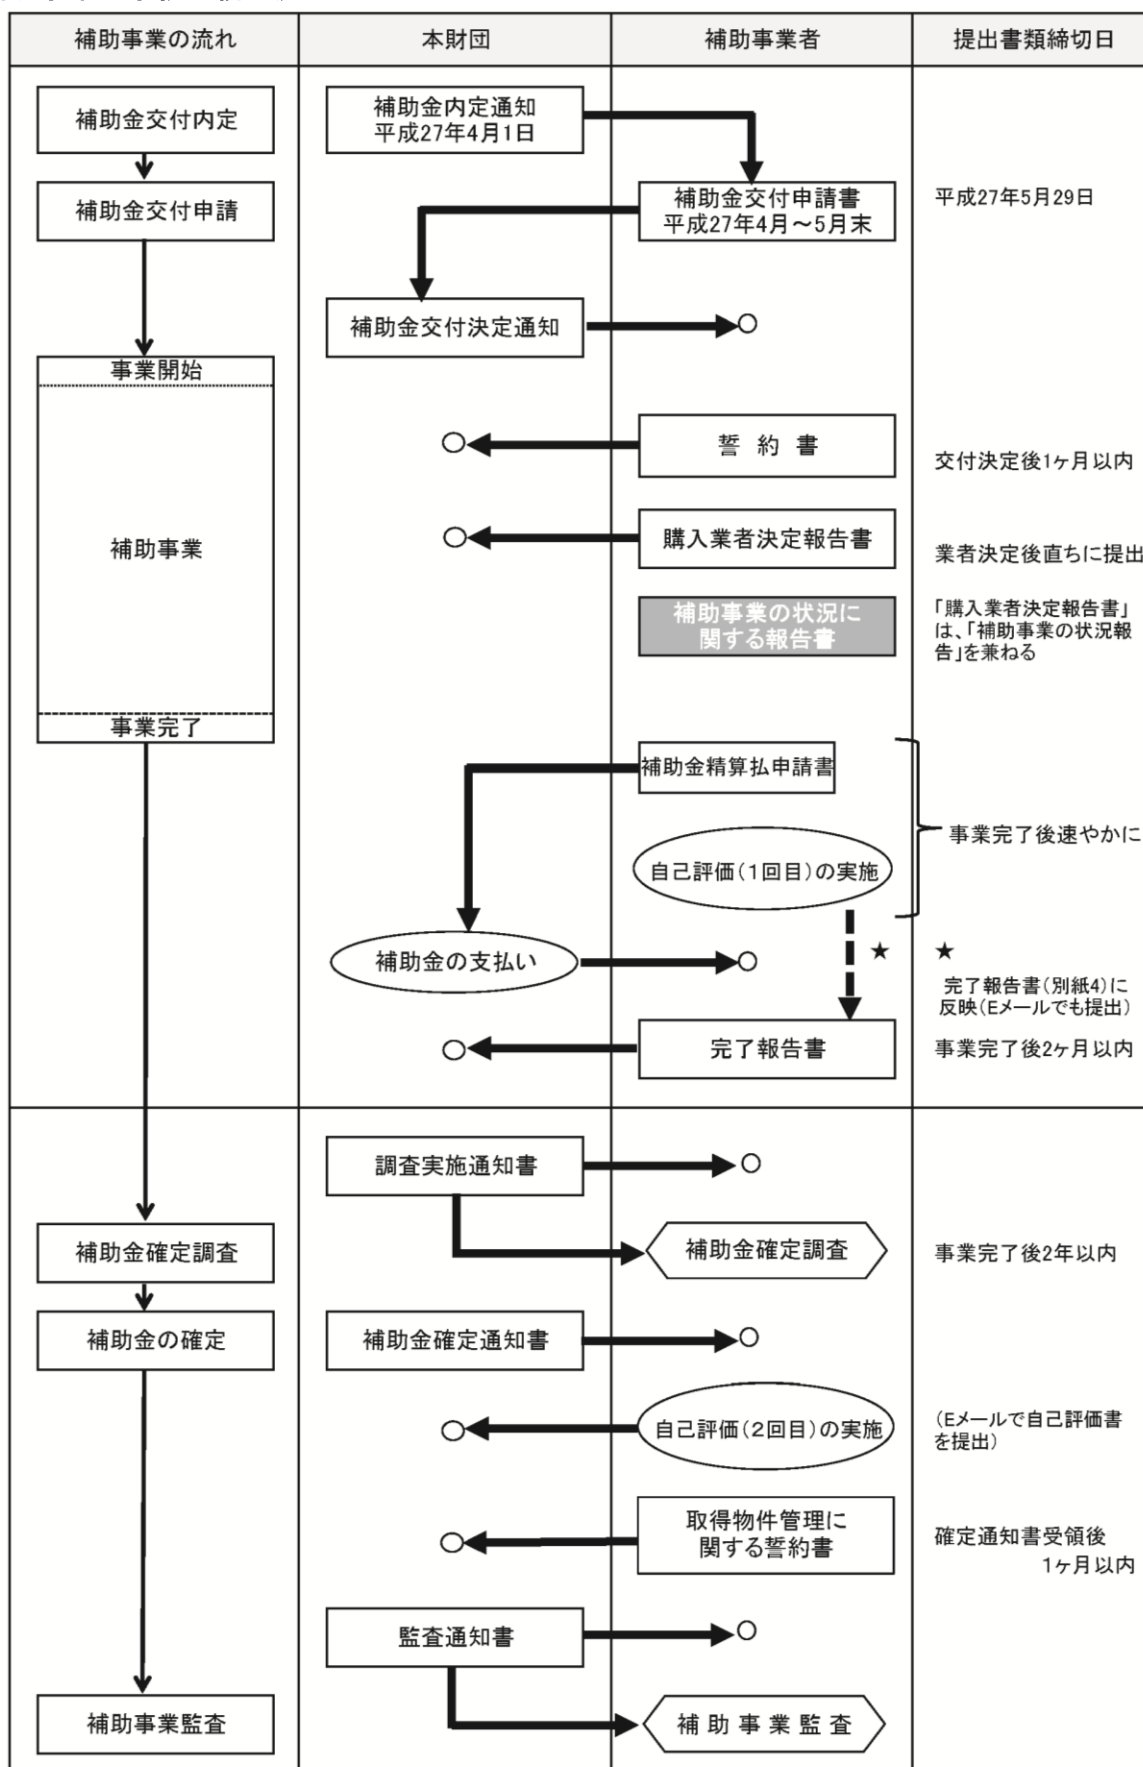 補助事業の流れ 本財団 補助事業者 提出書類締切日
補助金交付内定
補助金内定通知
平成27年4月1日
補助金交付申請
補助金交付申請書
平成27年4月～5月末
平成27年5月29日
補助金交付決定通知
事業開始
誓 約 書
交付決定後1ヶ月以内
補助事業
購入業者決定報告書
業者決定後直ちに提出
補助事業の状況に
関する報告書
「購入業者決定報告書」
は、「補助事業の状況報
告」を兼ねる
事業完了
補助金精算払申請書
事業完了後速やかに
自己評価(1回目)の実施
補助金の支払い
★ ★
完了報告書(別紙4)に
反映(Eメールでも提出)
完了報告書
事業完了後2ヶ月以内
調査実施通知書
補助金確定調査
補助金確定調査
事業完了後2年以内
補助金の確定
補助金確定通知書
自己評価(2回目)の実施
(Eメールで自己評価書
を提出)
取得物件管理に
関する誓約書
確定通知書受領後
1ヶ月以内
監査通知書
補助事業監査
補 助 事 業 監 査